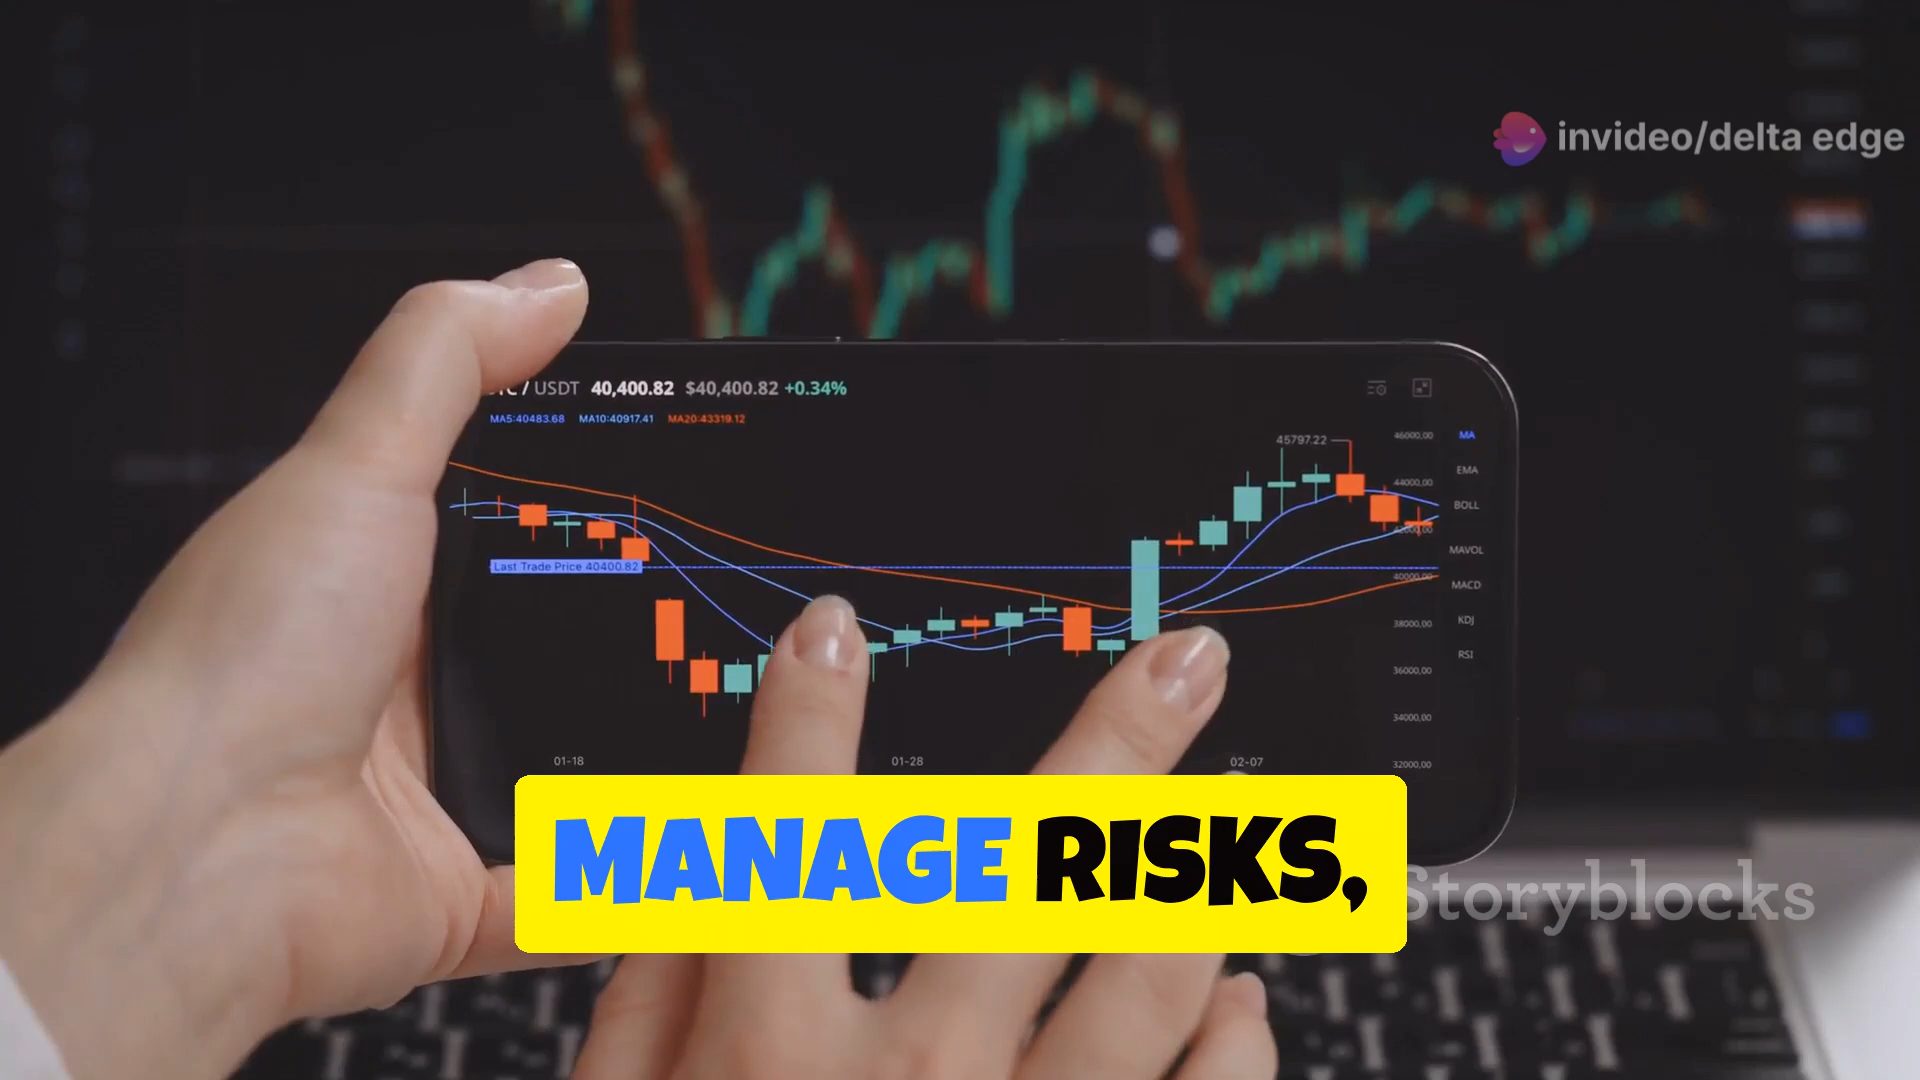 invideo/delta edge
/ USDT 40,400.82 $40,400.82 +0.34%
MA5:40483.68 MA10:40917.41 MA20:43319.12
45797.22
46000,00
MA
EMA
44000,00
BOLL
42000,00
MAVOL
Last Trade Price 40400.82
40000,00
MACD
38000,00
KDJ
RSI
36000,00
34000,00
01-18 01-28 02-07
32000,00
MANAGE RISKS,
Storyblocks